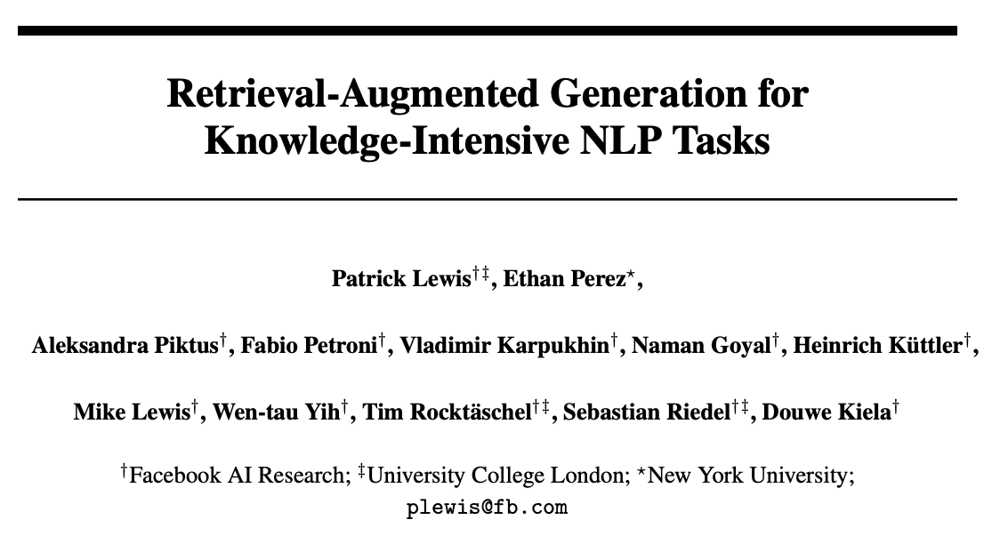 Retrieval-Augmented Generation for
Knowledge-Intensive NLP Tasks
Patrick Lewis†‡, Ethan Perez⋆,
Aleksandra Piktus†, Fabio Petroni†, Vladimir Karpukhin†, Naman Goyal†, Heinrich Küttler†,
Mike Lewis†, Wen-tau Yih†, Tim Rocktäschel†‡, Sebastian Riedel†‡, Douwe Kiela†
†Facebook AI Research; ‡University College London; ⋆New York University;
plewis@fb.com